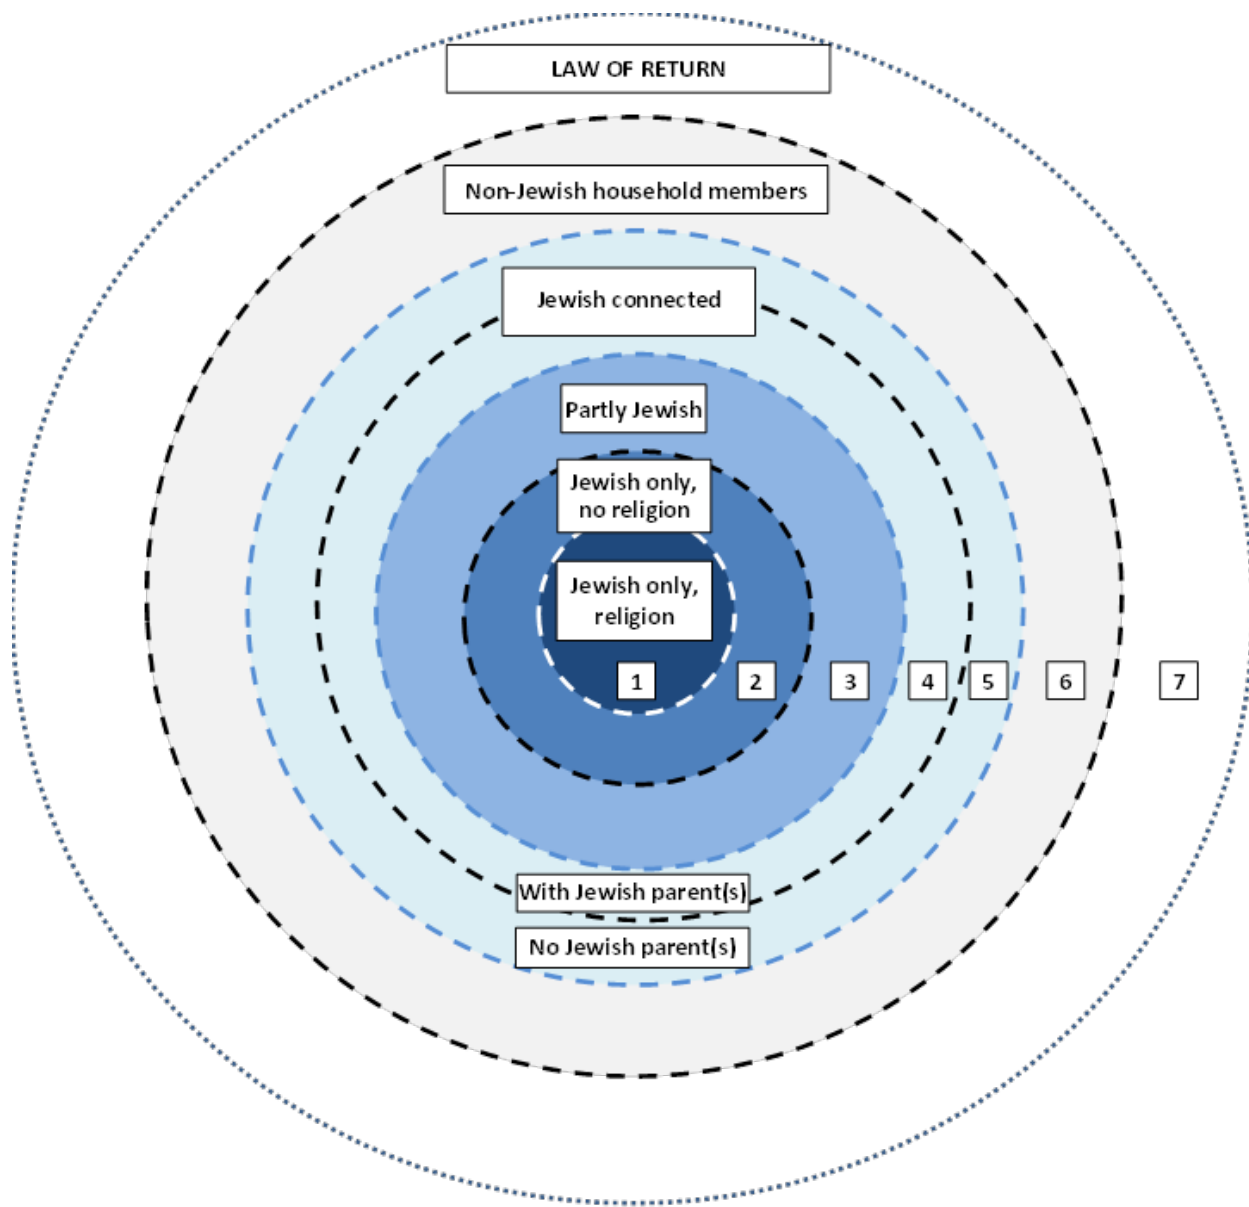 LAW OF RETURN
Non-Jewish household members
Jewish connected
Partly Jewish
Jewish only,
no religion
Jewish only,
religion
1
2
3
4
5
6
7
With Jewish parent(s)
No Jewish parent(s)